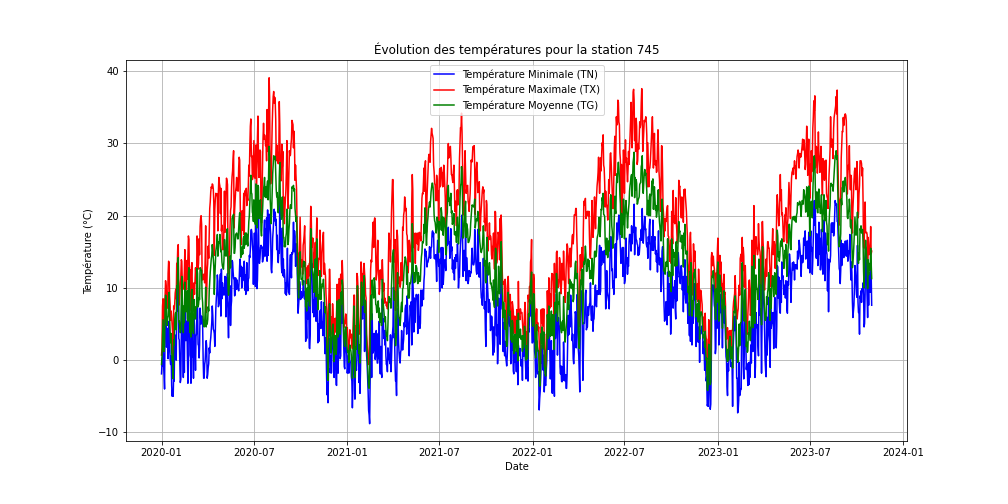 Évolution des températures pour la station 745
Température Minimale (TN)
Température Maximale (TX)
Température Moyenne (TG)
Température (°C)
40
30
20
10
0
−10
2020-01
2020-07
2021-01
2021-07
2022-01
2022-07
2023-01
2023-07
2024-01
Date